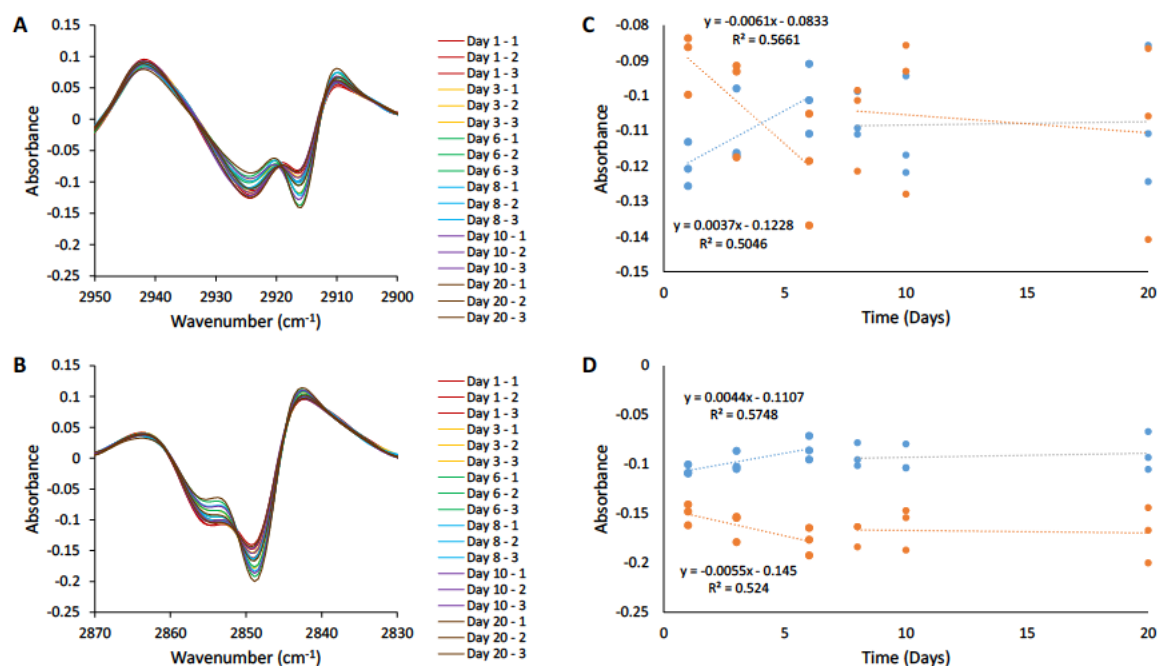 A
0.15
0.1
0.05
0
-0.05
-0.1
-0.15
-0.2
-0.25
2950
2940
2930
2920
2910
2900
Absorbance
Wavenumber (cm⁻¹)
Day 1 - 1
Day 1 - 2
Day 1 - 3
Day 3 - 1
Day 3 - 2
Day 3 - 3
Day 6 - 1
Day 6 - 2
Day 6 - 3
Day 8 - 1
Day 8 - 2
Day 8 - 3
Day 10 - 1
Day 10 - 2
Day 10 - 3
Day 20 - 1
Day 20 - 2
Day 20 - 3
C
y = -0.0061x - 0.0833
R² = 0.5661
-0.08
-0.09
-0.1
-0.11
-0.12
-0.13
-0.14
-0.15
y = 0.0037x - 0.1228
R² = 0.5046
0
5
10
15
20
Absorbance
Time (Days)
B
0.15
0.1
0.05
0
-0.05
-0.1
-0.15
-0.2
-0.25
2870
2860
2850
2840
2830
Absorbance
Wavenumber (cm⁻¹)
Day 1 - 1
Day 1 - 2
Day 1 - 3
Day 3 - 1
Day 3 - 2
Day 3 - 3
Day 6 - 1
Day 6 - 2
Day 6 - 3
Day 8 - 1
Day 8 - 2
Day 8 - 3
Day 10 - 1
Day 10 - 2
Day 10 - 3
Day 20 - 1
Day 20 - 2
Day 20 - 3
D
0
-0.05
-0.1
-0.15
-0.2
-0.25
y = 0.0044x - 0.1107
R² = 0.5748
y = -0.0055x - 0.145
R² = 0.524
0
5
10
15
20
Absorbance
Time (Days)